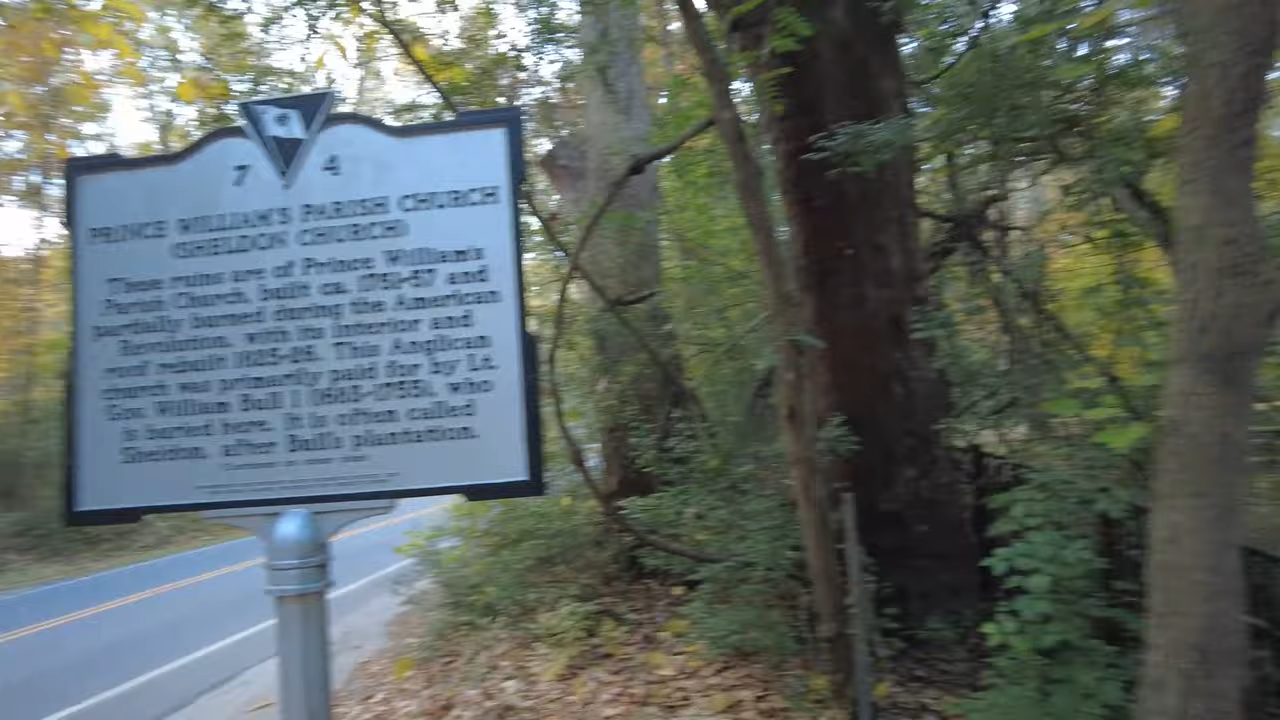 7 4
PRINCE WILLIAM'S PARISH CHURCH
(SHELDON CHURCH)
These ruins are of Prince William's
Parish Church, built ca. 1751-57 and
partially burned during the American
Revolution, with its interior and
roof repair 1825-26. This Anglican
church was primarily paid for by Lt.
Gov. William Bull I (1683-1755), who
is buried here. It is often called
Sheldon, after Bull's plantation.